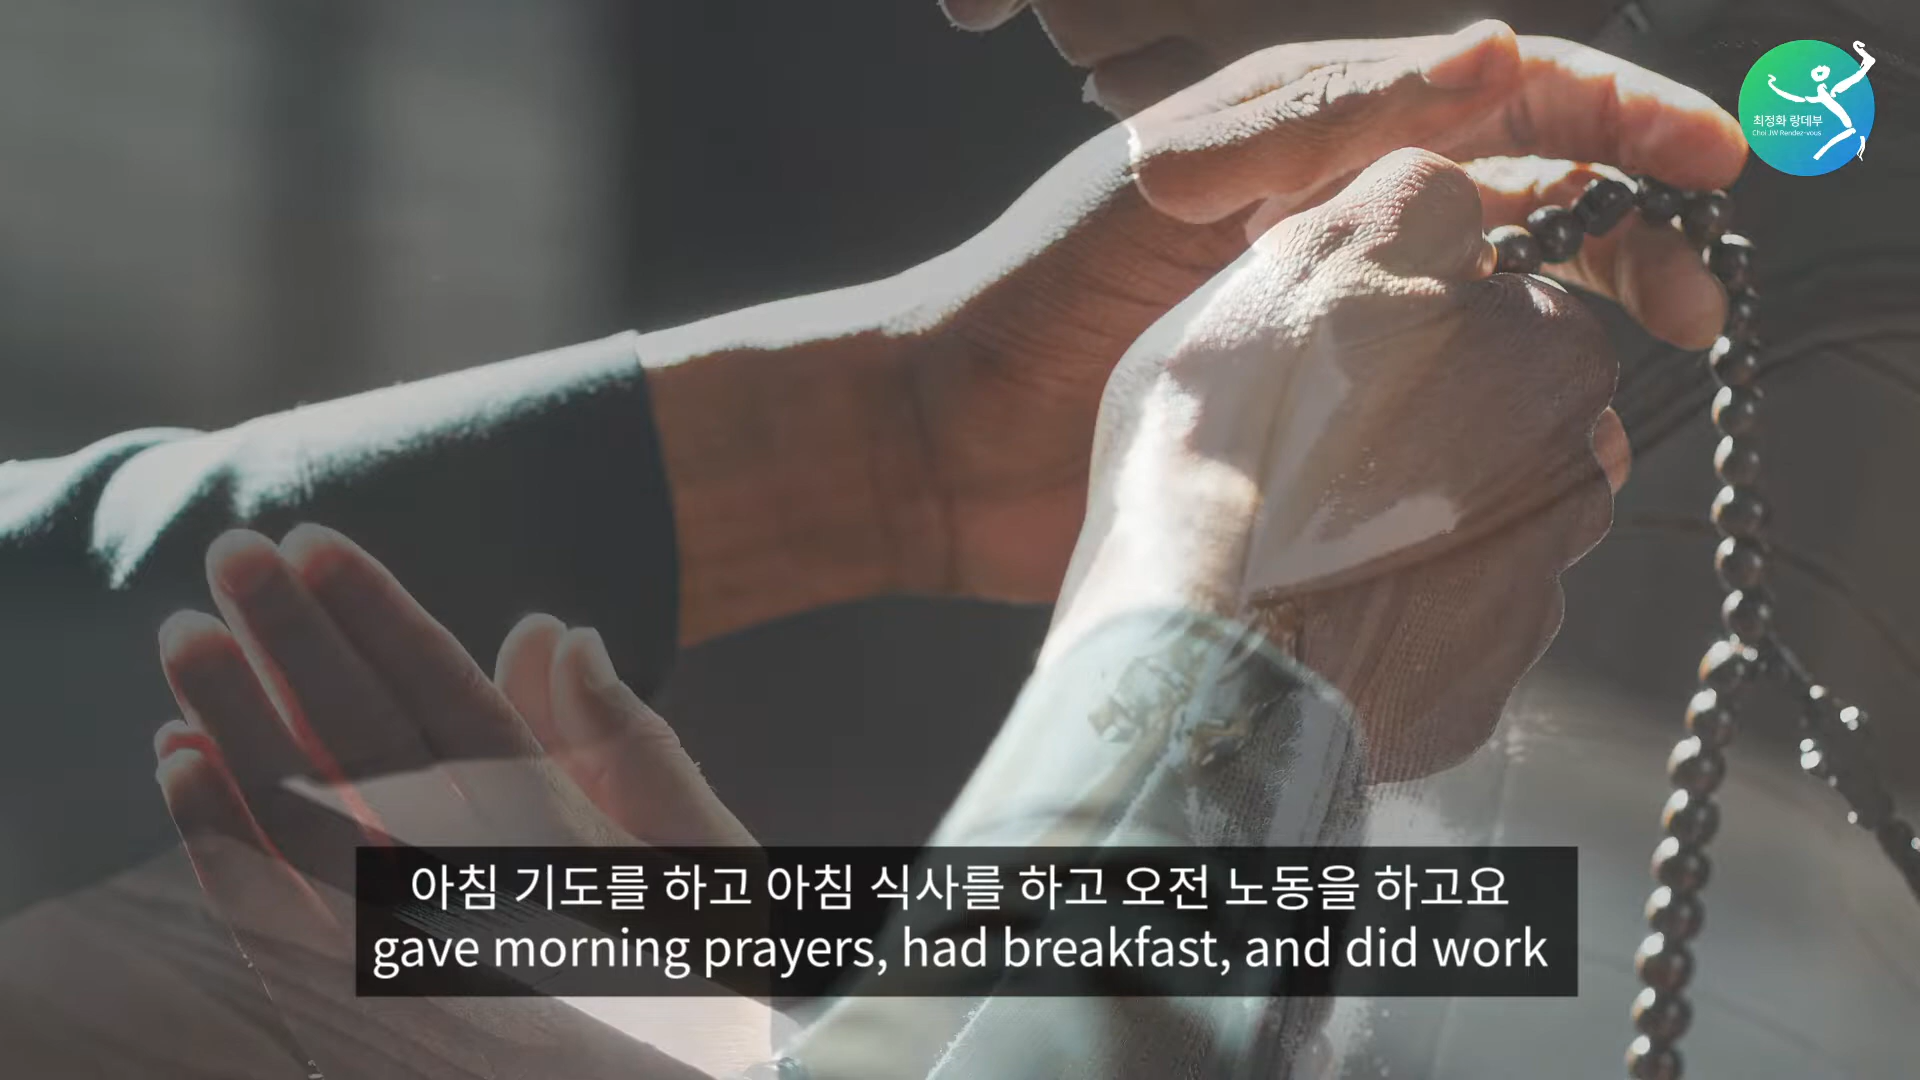 최정화 랑데부
Choi JW Rendez-vous
아침 기도를 하고 아침 식사를 하고 오전 노동을 하고요
gave morning prayers, had breakfast, and did work